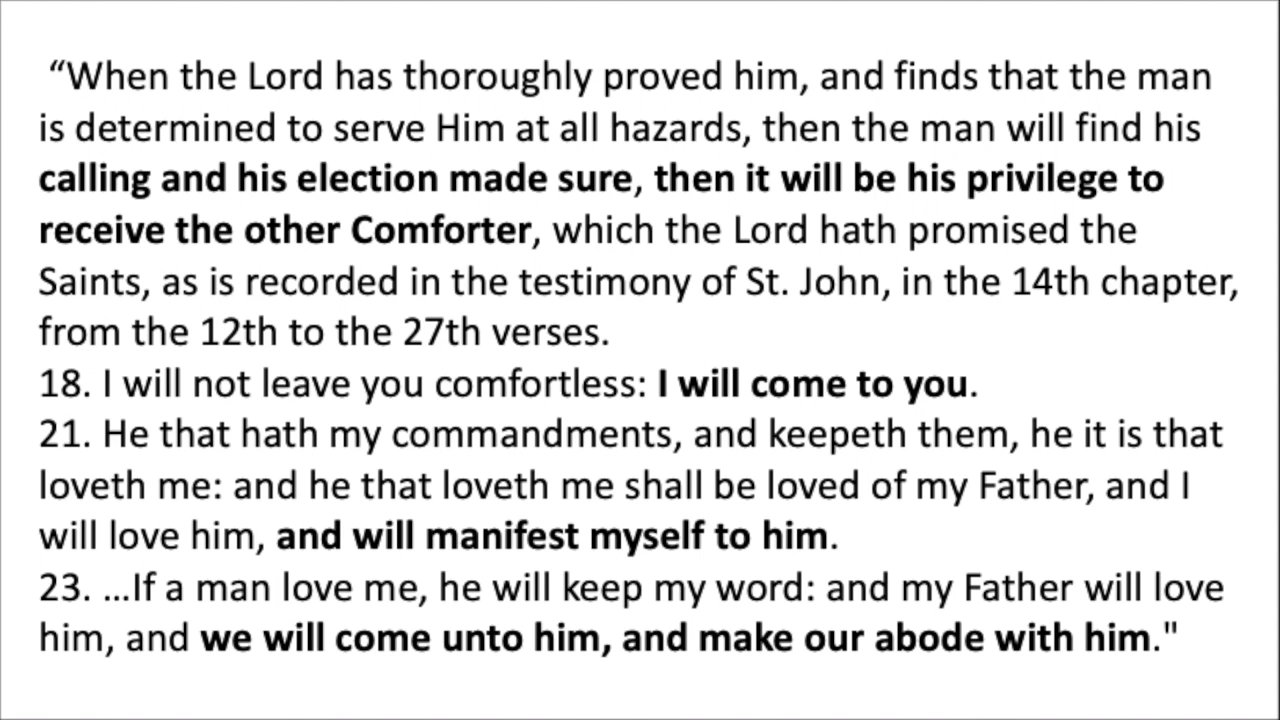 “When the Lord has thoroughly proved him, and finds that the man
is determined to serve Him at all hazards, then the man will find his
calling and his election made sure, then it will be his privilege to
receive the other Comforter, which the Lord hath promised the
Saints, as is recorded in the testimony of St. John, in the 14th chapter,
from the 12th to the 27th verses.
18. I will not leave you comfortless: I will come to you.
21. He that hath my commandments, and keepeth them, he it is that
loveth me: and he that loveth me shall be loved of my Father, and I
will love him, and will manifest myself to him.
23. ...If a man love me, he will keep my word: and my Father will love
him, and we will come unto him, and make our abode with him."